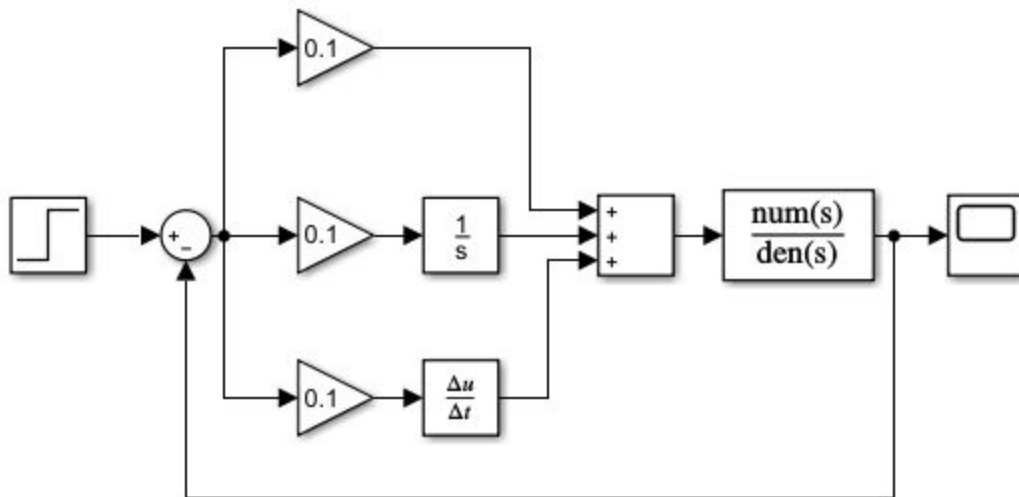 0.1
+
−
0.1
1
s
+
+
+
num(s)
den(s)
0.1
Δu
Δt